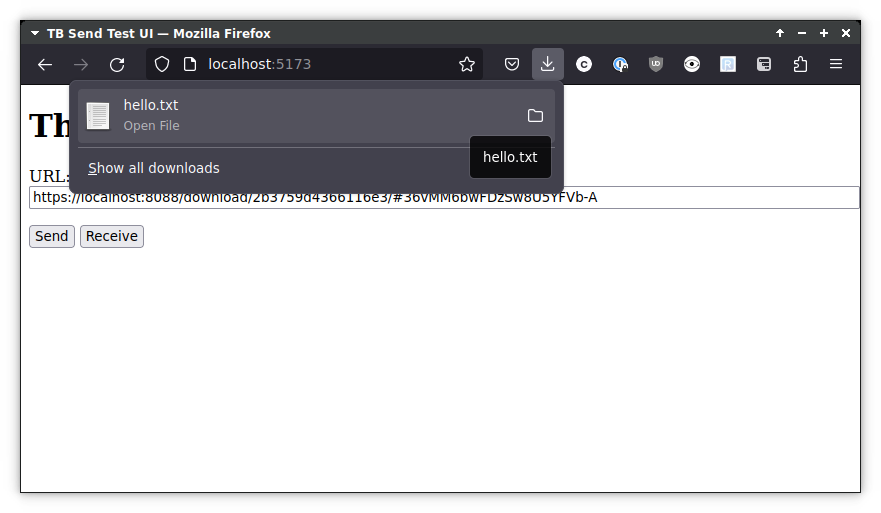 TB Send Test UI — Mozilla Firefox
localhost:5173
hello.txt
Open File
hello.txt
Show all downloads
Th
URL:
https://localhost:8088/download/2b3759d4366116e3/#36VMM6bwFDzSw8U5YFVb-A
Send Receive